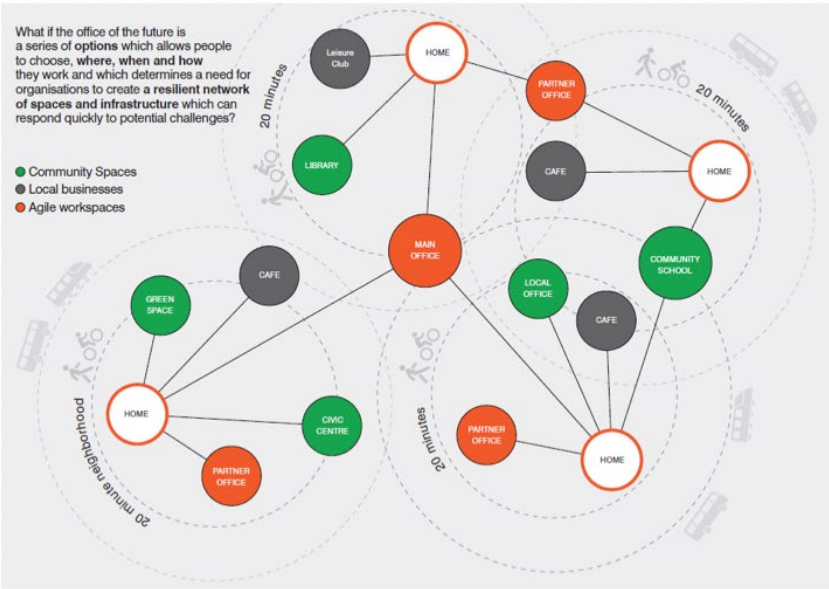 What if the office of the future is
a series of options which allows people
to choose, where, when and how
they work and which determines a need for
organisations to create a resilient network
of spaces and infrastructure which can
respond quickly to potential challenges?
Community Spaces
Local businesses
Agile workspaces
Leisure
Club
HOME
20 minutes
LIBRARY
PARTNER
OFFICE
20 minutes
CAFE
HOME
MAIN
OFFICE
COMMUNITY
SCHOOL
LOCAL
OFFICE
CAFE
CAFE
GREEN
SPACE
HOME
CIVIC
CENTRE
PARTNER
OFFICE
20 minute neighborhood
PARTNER
OFFICE
HOME
20 minutes